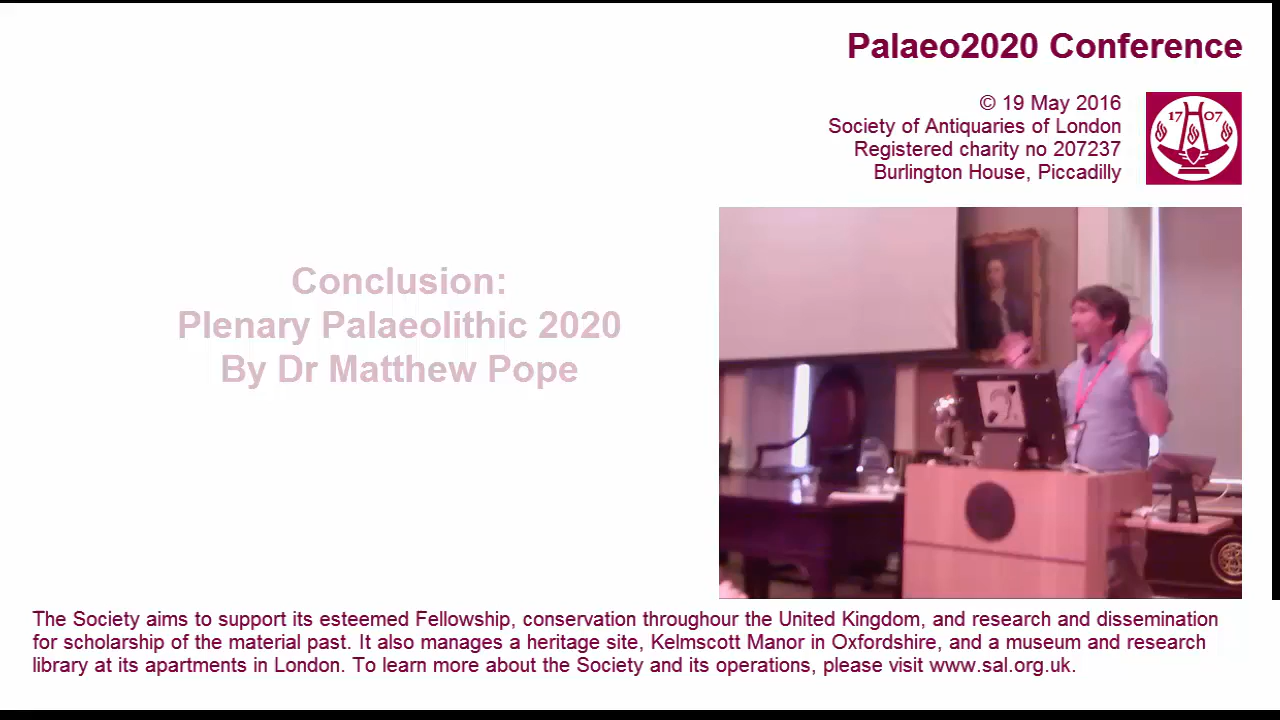 Palaeo2020 Conference
© 19 May 2016
Society of Antiquaries of London
Registered charity no 207237
Burlington House, Piccadilly
17 07
Conclusion:
Plenary Palaeolithic 2020
By Dr Matthew Pope
The Society aims to support its esteemed Fellowship, conservation throughour the United Kingdom, and research and dissemination
for scholarship of the material past. It also manages a heritage site, Kelmscott Manor in Oxfordshire, and a museum and research
library at its apartments in London. To learn more about the Society and its operations, please visit www.sal.org.uk.